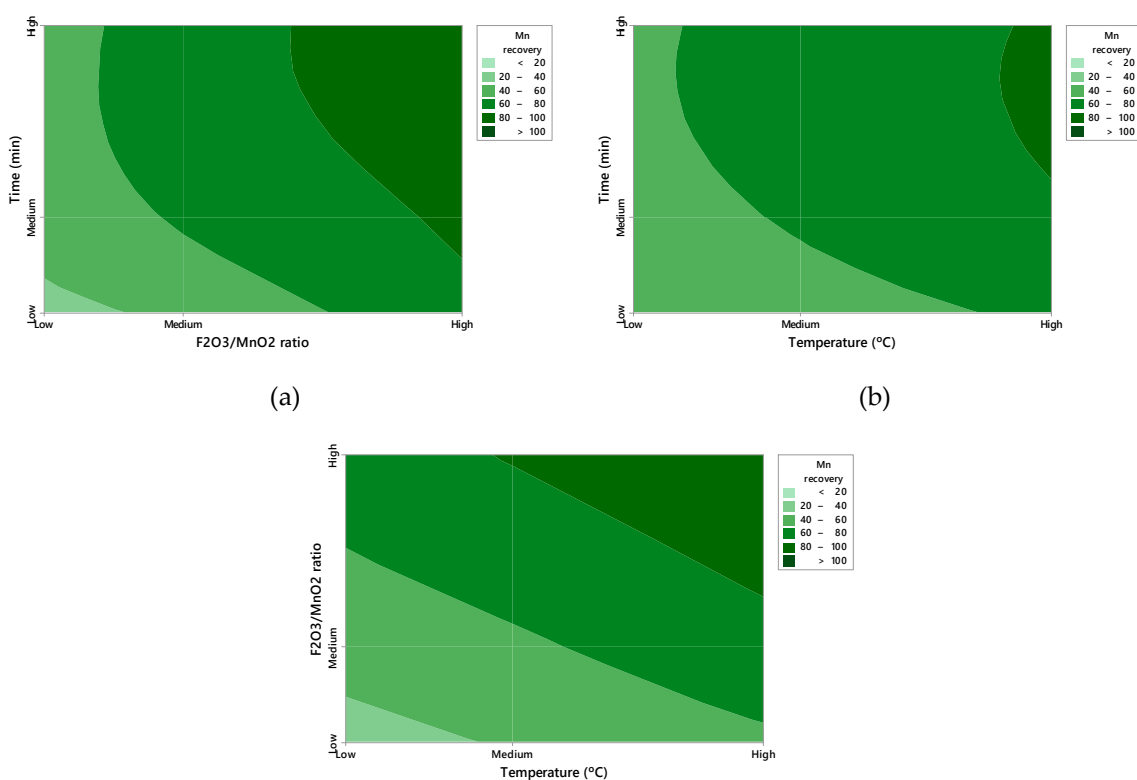 High
Medium
Low
Time (min)
Low
Medium
High
F2O3/MnO2 ratio
Mn
recovery
< 20
20 – 40
40 – 60
60 – 80
80 – 100
> 100
(a)
High
Medium
Low
Time (min)
Low
Medium
High
Temperature (ºC)
Mn
recovery
< 20
20 – 40
40 – 60
60 – 80
80 – 100
> 100
(b)
High
Medium
Low
F2O3/MnO2 ratio
Low
Medium
High
Temperature (ºC)
Mn
recovery
< 20
20 – 40
40 – 60
60 – 80
80 – 100
> 100